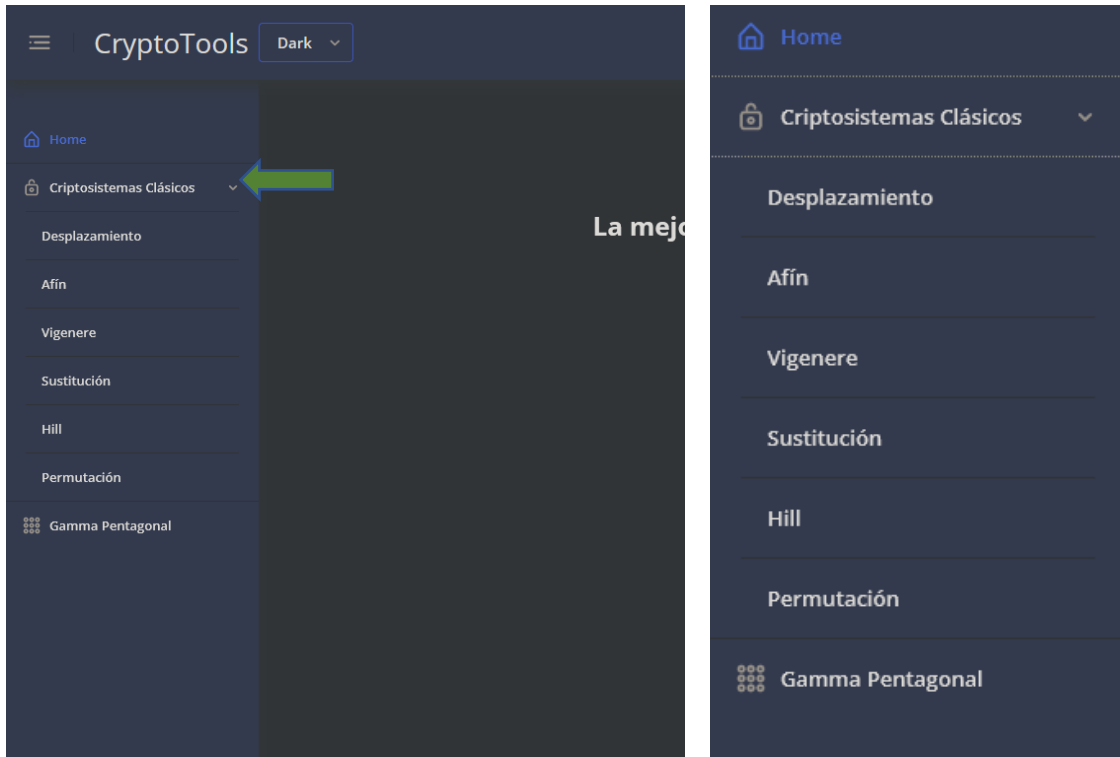 CryptoTools Dark
Home
Criptosistemas Clásicos
Desplazamiento
Afín
Vigenere
Sustitución
Hill
Permutación
Gamma Pentagonal
La
Home
Criptosistemas Clásicos
Desplazamiento
Afín
Vigenere
Sustitución
Hill
Permutación
Gamma Pentagonal